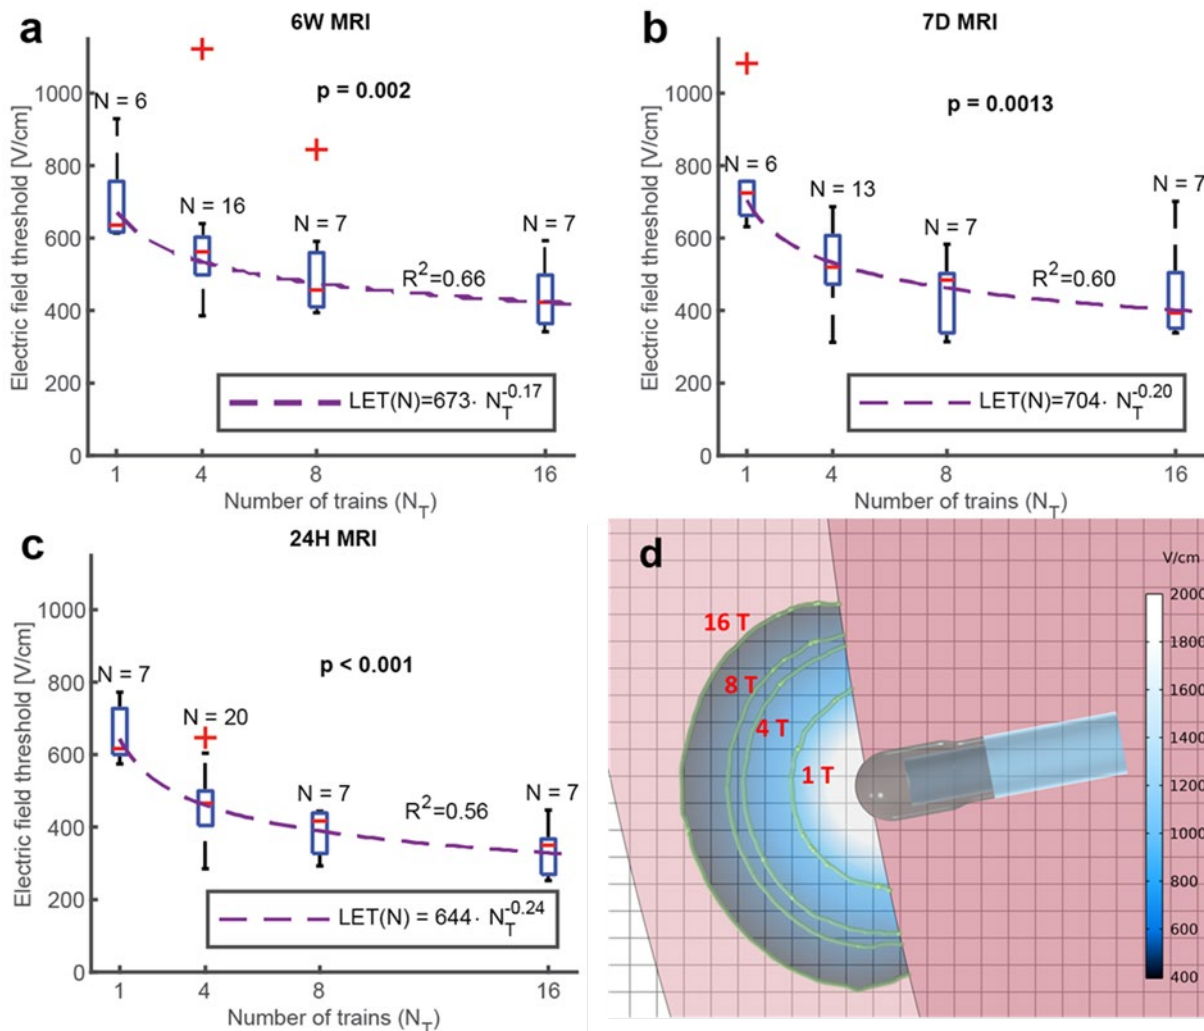 a
6W MRI
Electric field threshold [V/cm]
1000
800
600
400
200
0
N = 6
N = 16
N = 7
N = 7
p = 0.002
R²=0.66
LET(N)=673· N_T^-0.17
1 4 8 16
Number of trains (N_T)
b
7D MRI
Electric field threshold [V/cm]
1000
800
600
400
200
0
N = 6
N = 13
N = 7
N = 7
p = 0.0013
R²=0.60
LET(N)=704· N_T^-0.20
1 4 8 16
Number of trains (N_T)
c
24H MRI
Electric field threshold [V/cm]
1000
800
600
400
200
0
N = 7
N = 20
N = 7
N = 7
p < 0.001
R²=0.56
LET(N) = 644· N_T^-0.24
1 4 8 16
Number of trains (N_T)
d
16 T
8 T
4 T
1 T
V/cm
2000
1800
1600
1400
1200
1000
800
600
400